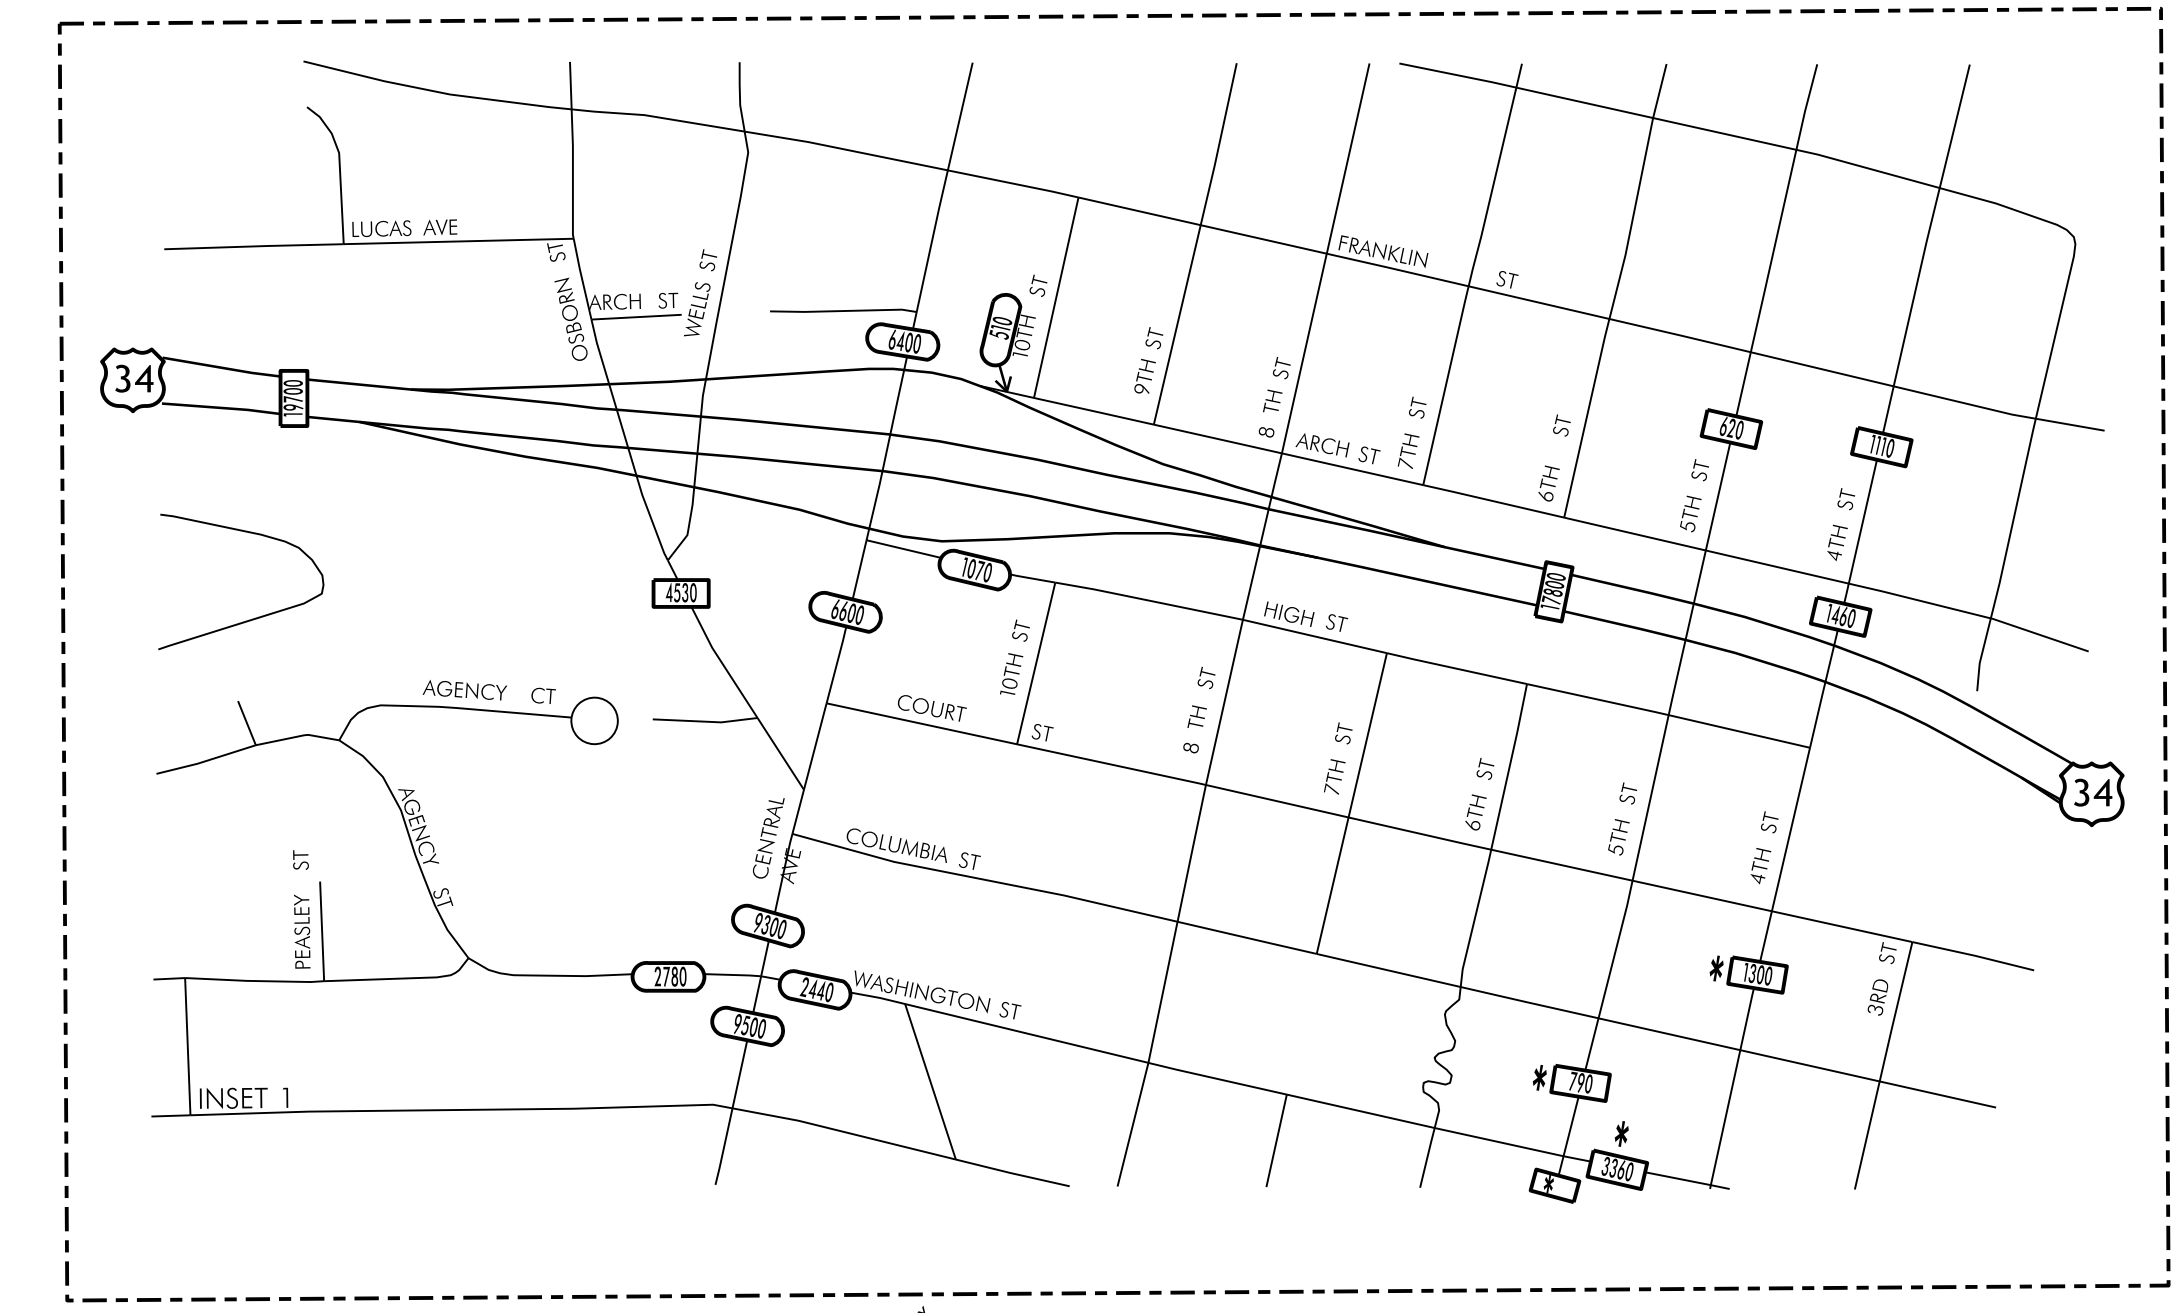 FRANKLIN ST
LUCAS AVE
OSBORN ST
WELLS ST
ARCH ST
6400
510
10TH ST
9TH ST
8 TH ST
34
19700
ARCH ST
7TH ST
6TH ST
620
1110
5TH ST
4TH ST
4530
1070
6600
HIGH ST
17800
1460
10TH ST
AGENCY CT
COURT ST
8 TH ST
7TH ST
6TH ST
5TH ST
4TH ST
34
AGENCY ST
CENTRAL
AVE
COLUMBIA ST
PEASLEY ST
9300
2780
2440
WASHINGTON ST
9500
* 1300
3RD ST
INSET 1
* 790
*
3360
*